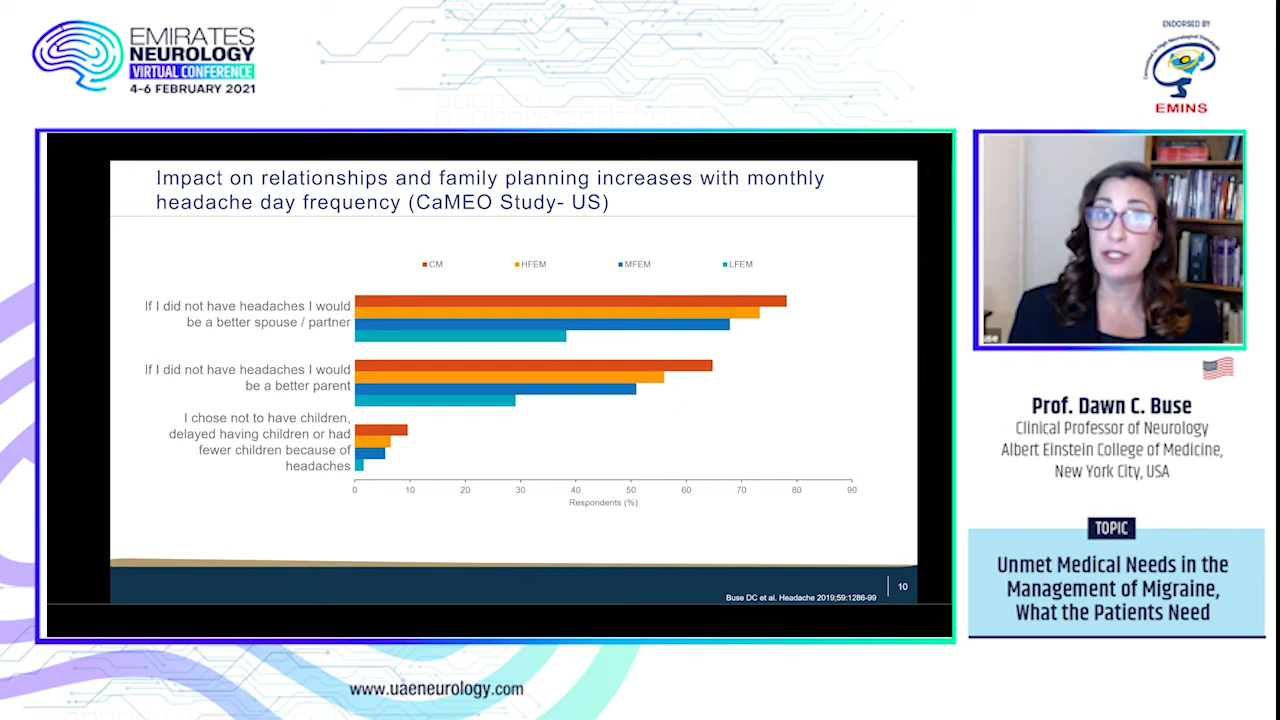 EMIRATES
NEUROLOGY
VIRTUAL CONFERENCE
4-6 FEBRUARY 2021
ENDORSED BY
EMINS
Impact on relationships and family planning increases with monthly
headache day frequency (CaMEO Study- US)
CM
HFEM
MFEM
LFEM
If I did not have headaches I would
be a better spouse / partner
If I did not have headaches I would
be a better parent
I chose not to have children,
delayed having children or had
fewer children because of
headaches
0 10 20 30 40 50 60 70 80 90
Respondents (%)
Buse DC et al. Headache 2019;59:1286-99
10
Prof. Dawn C. Buse
Clinical Professor of Neurology
Albert Einstein College of Medicine,
New York City, USA
TOPIC
Unmet Medical Needs in the
Management of Migraine,
What the Patients Need
www.uaeneurology.com